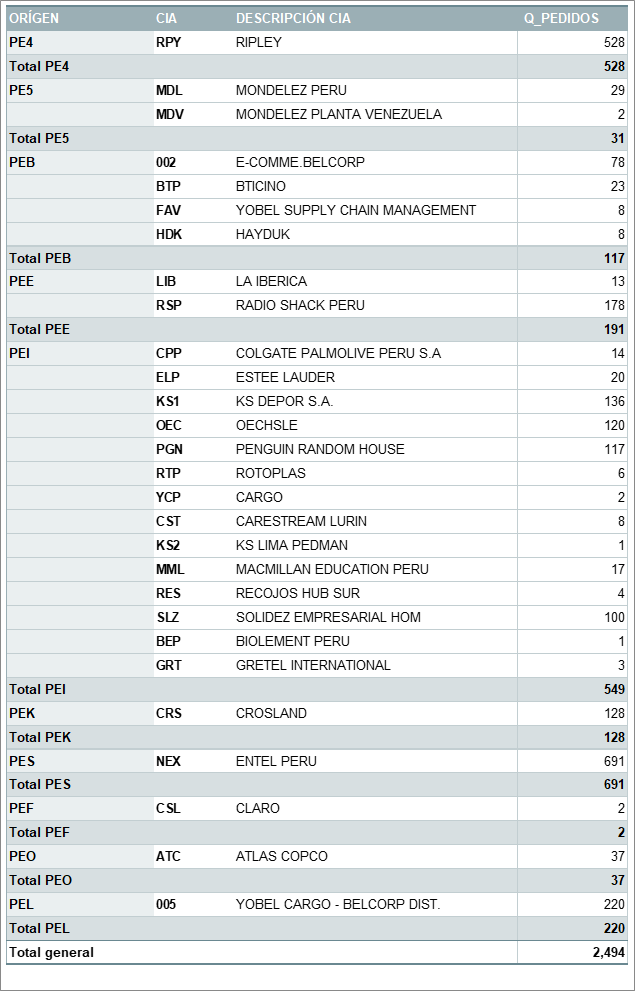 ORÍGEN CIA DESCRIPCIÓN CIA Q_PEDIDOS
PE4 RPY RIPLEY 528
Total PE4 528
PE5 MDL MONDELEZ PERU 29
MDV MONDELEZ PLANTA VENEZUELA 2
Total PE5 31
PEB 002 E-COMME.BELCORP 78
BTP BTICINO 23
FAV YOBEL SUPPLY CHAIN MANAGEMENT 8
HDK HAYDUK 8
Total PEB 117
PEE LIB LA IBERICA 13
RSP RADIO SHACK PERU 178
Total PEE 191
PEI CPP COLGATE PALMOLIVE PERU S.A 14
ELP ESTEE LAUDER 20
KS1 KS DEPOR S.A. 136
OEC OECHSLE 120
PGN PENGUIN RANDOM HOUSE 117
RTP ROTOPLAS 6
YCP CARGO 2
CST CARESTREAM LURIN 8
KS2 KS LIMA PEDMAN 1
MML MACMILLAN EDUCATION PERU 17
RES RECOJOS HUB SUR 4
SLZ SOLIDEZ EMPRESARIAL HOM 100
BEP BIOLEMENT PERU 1
GRT GRETEL INTERNATIONAL 3
Total PEI 549
PEK CRS CROSLAND 128
Total PEK 128
PES NEX ENTEL PERU 691
Total PES 691
PEF CSL CLARO 2
Total PEF 2
PEO ATC ATLAS COPCO 37
Total PEO 37
PEL 005 YOBEL CARGO - BELCORP DIST. 220
Total PEL 220
Total general 2,494